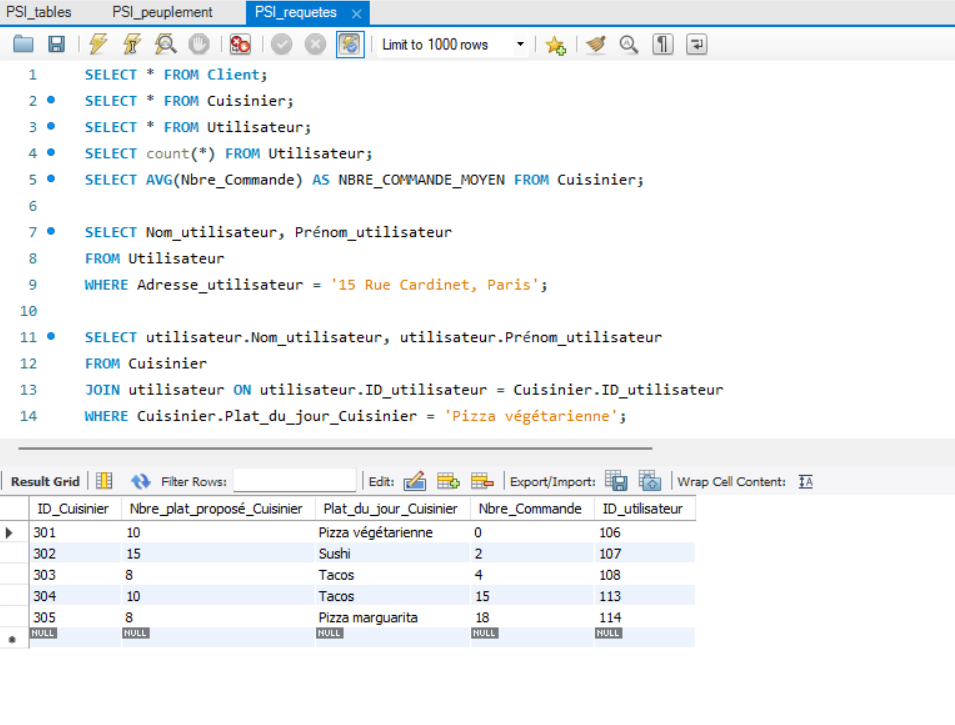 PSI_tables PSI_peuplement PSI_requetes
Limit to 1000 rows
1 SELECT * FROM Client;
2 SELECT * FROM Cuisinier;
3 SELECT * FROM Utilisateur;
4 SELECT count(*) FROM Utilisateur;
5 SELECT AVG(Nbre_Commande) AS NBRE_COMMANDE_MOYEN FROM Cuisinier;
6
7 SELECT Nom_utilisateur, Prénom_utilisateur
8 FROM Utilisateur
9 WHERE Adresse_utilisateur = '15 Rue Cardinet, Paris';
10
11 SELECT utilisateur.Nom_utilisateur, utilisateur.Prénom_utilisateur
12 FROM Cuisinier
13 JOIN utilisateur ON utilisateur.ID_utilisateur = Cuisinier.ID_utilisateur
14 WHERE Cuisinier.Plat_du_jour_Cuisinier = 'Pizza végétarienne';
Result Grid Filter Rows: Edit: Export/Import: Wrap Cell Content: IA
ID_Cuisinier Nbre_plat_proposé_Cuisinier Plat_du_jour_Cuisinier Nbre_Commande ID_utilisateur
301 10 Pizza végétarienne 0 106
302 15 Sushi 2 107
303 8 Tacos 4 108
304 10 Tacos 15 113
305 8 Pizza marguarita 18 114
NULL NULL NULL NULL NULL